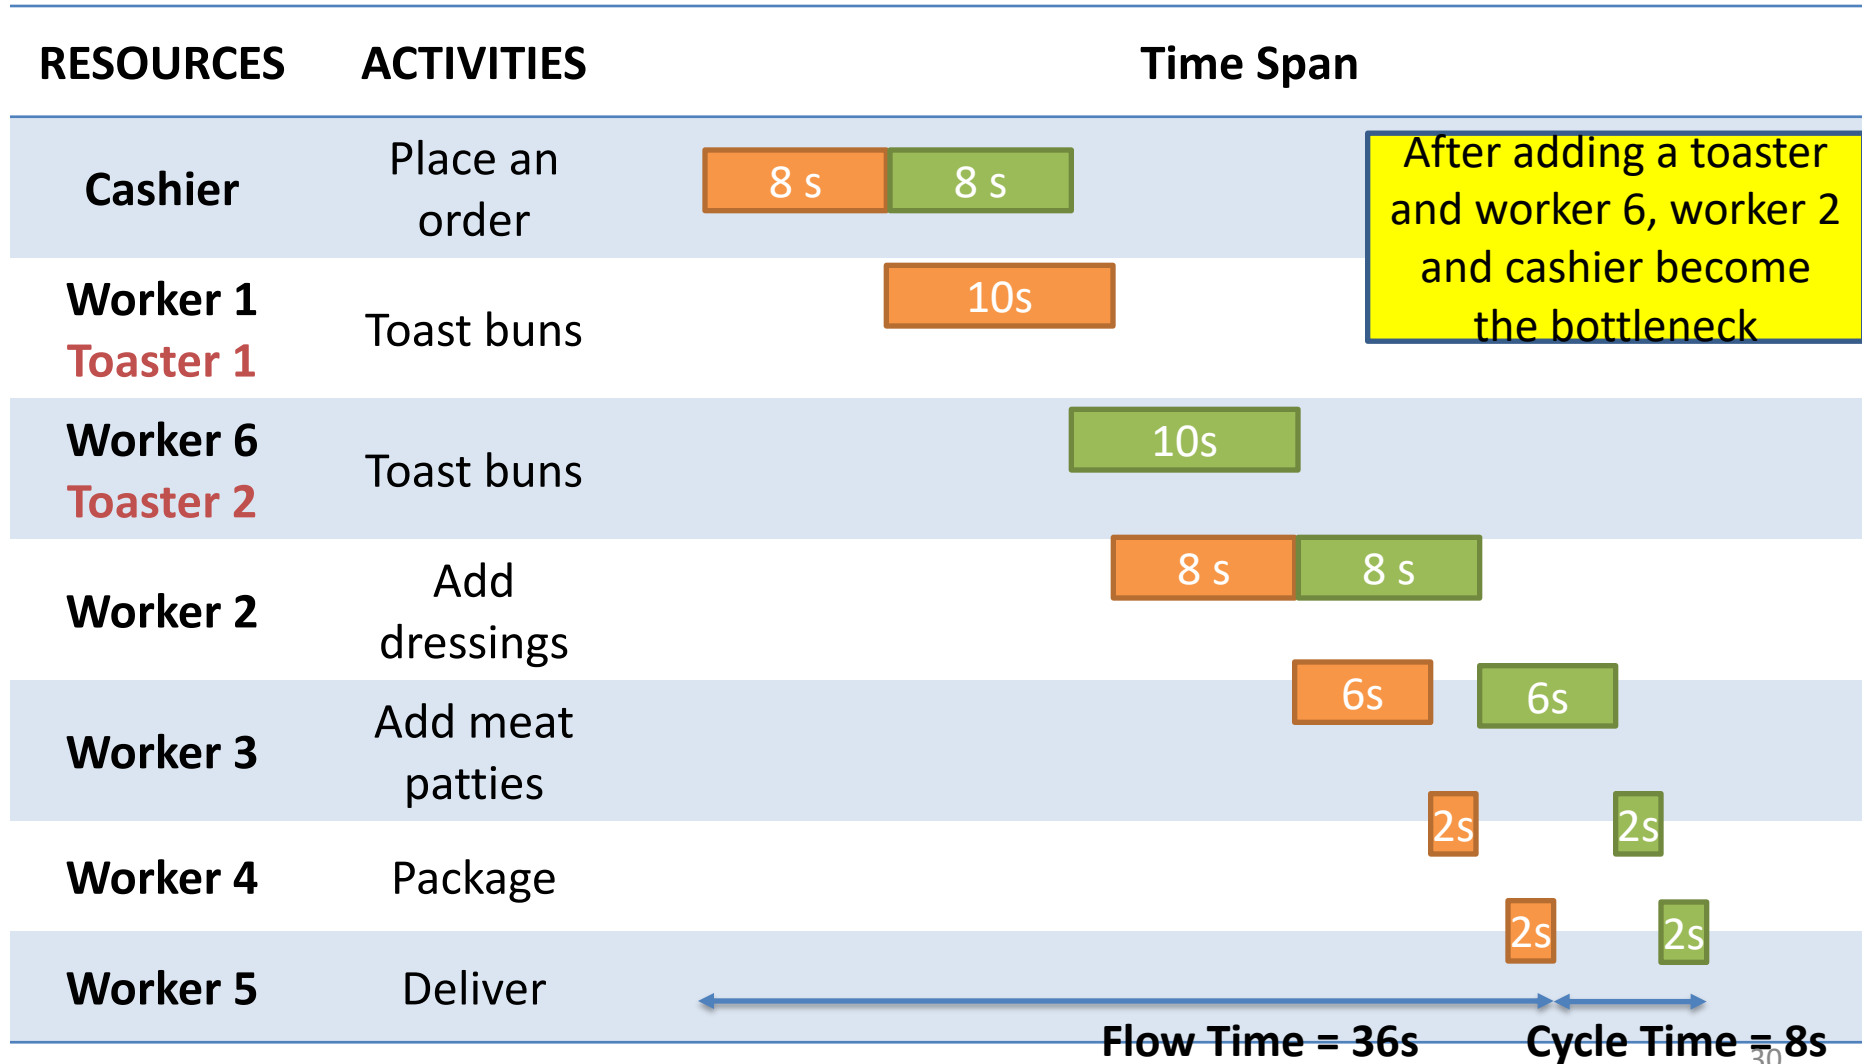 RESOURCES ACTIVITIES Time Span
Cashier
Place an
order
8 s 8 s
After adding a toaster
and worker 6, worker 2
and cashier become
the bottleneck
Worker 1
Toaster 1
Toast buns
10s
Worker 6
Toaster 2
Toast buns
10s
Worker 2
Add
dressings
8 s 8 s
Worker 3
Add meat
patties
6s 6s
Worker 4
Package
2s 2s
Worker 5
Deliver
2s 2s
Flow Time = 36s Cycle Time = 8s
30